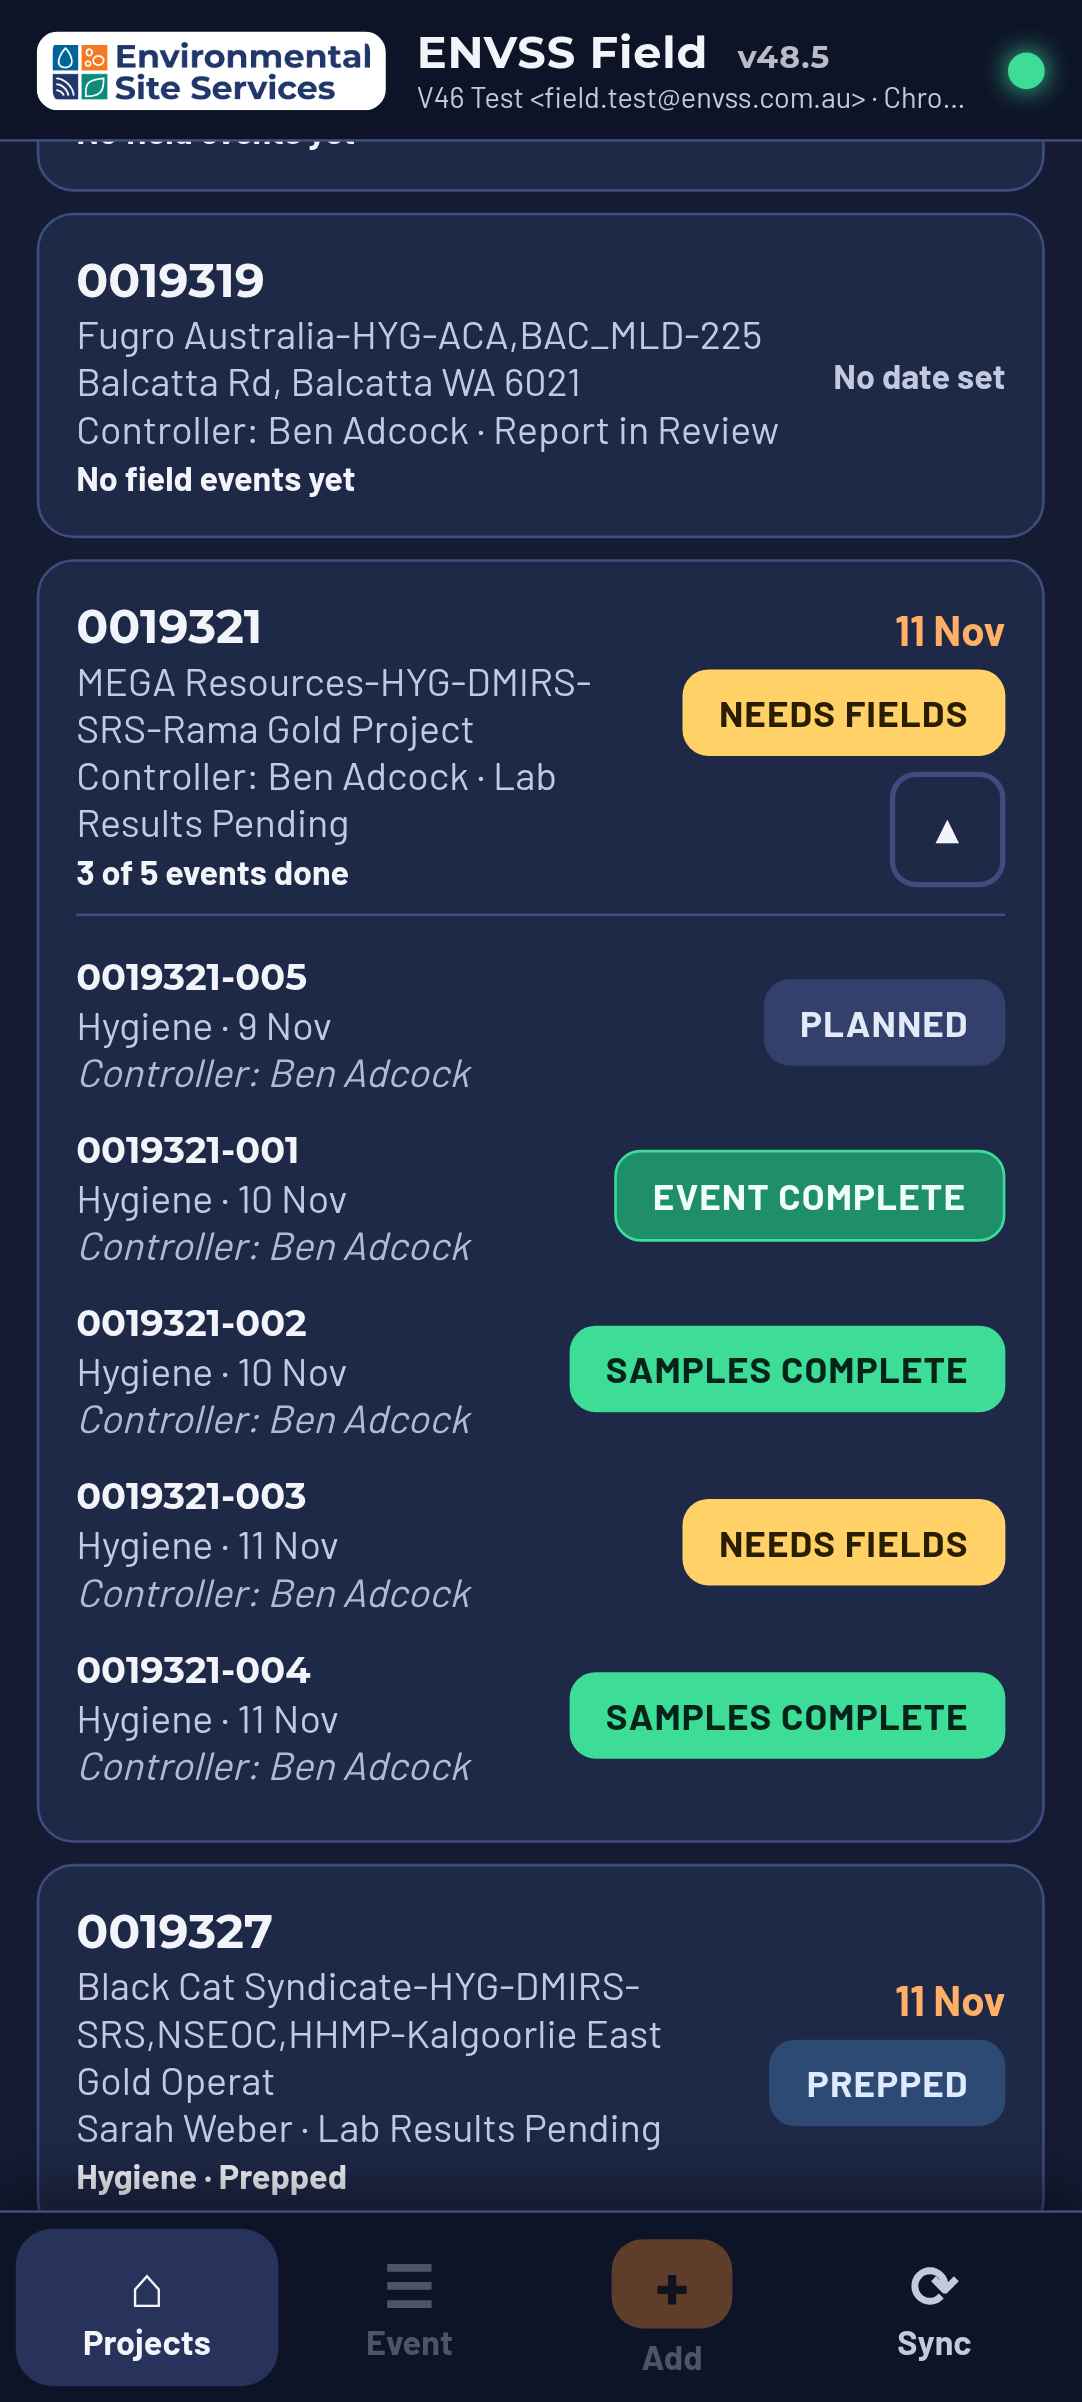 Environmental
Site Services
ENVSS Field v48.5
V46 Test <field.test@envss.com.au> · Chro...
No field events yet
0019319
Fugro Australia-HYG-ACA,BAC_MLD-225
Balcatta Rd, Balcatta WA 6021
No date set
Controller: Ben Adcock · Report in Review
No field events yet
0019321
11 Nov
MEGA Resources-HYG-DMIRS-
SRS-Rama Gold Project
NEEDS FIELDS
Controller: Ben Adcock · Lab
Results Pending
▲
3 of 5 events done
0019321-005
Hygiene · 9 Nov
Controller: Ben Adcock
PLANNED
0019321-001
Hygiene · 10 Nov
Controller: Ben Adcock
EVENT COMPLETE
0019321-002
Hygiene · 10 Nov
Controller: Ben Adcock
SAMPLES COMPLETE
0019321-003
Hygiene · 11 Nov
Controller: Ben Adcock
NEEDS FIELDS
0019321-004
Hygiene · 11 Nov
Controller: Ben Adcock
SAMPLES COMPLETE
0019327
Black Cat Syndicate-HYG-DMIRS-
SRS,NSEOC,HHMP-Kalgoorlie East
Gold Operat
11 Nov
PREPPED
Sarah Weber · Lab Results Pending
Hygiene · Prepped
Projects
Event
Add
Sync